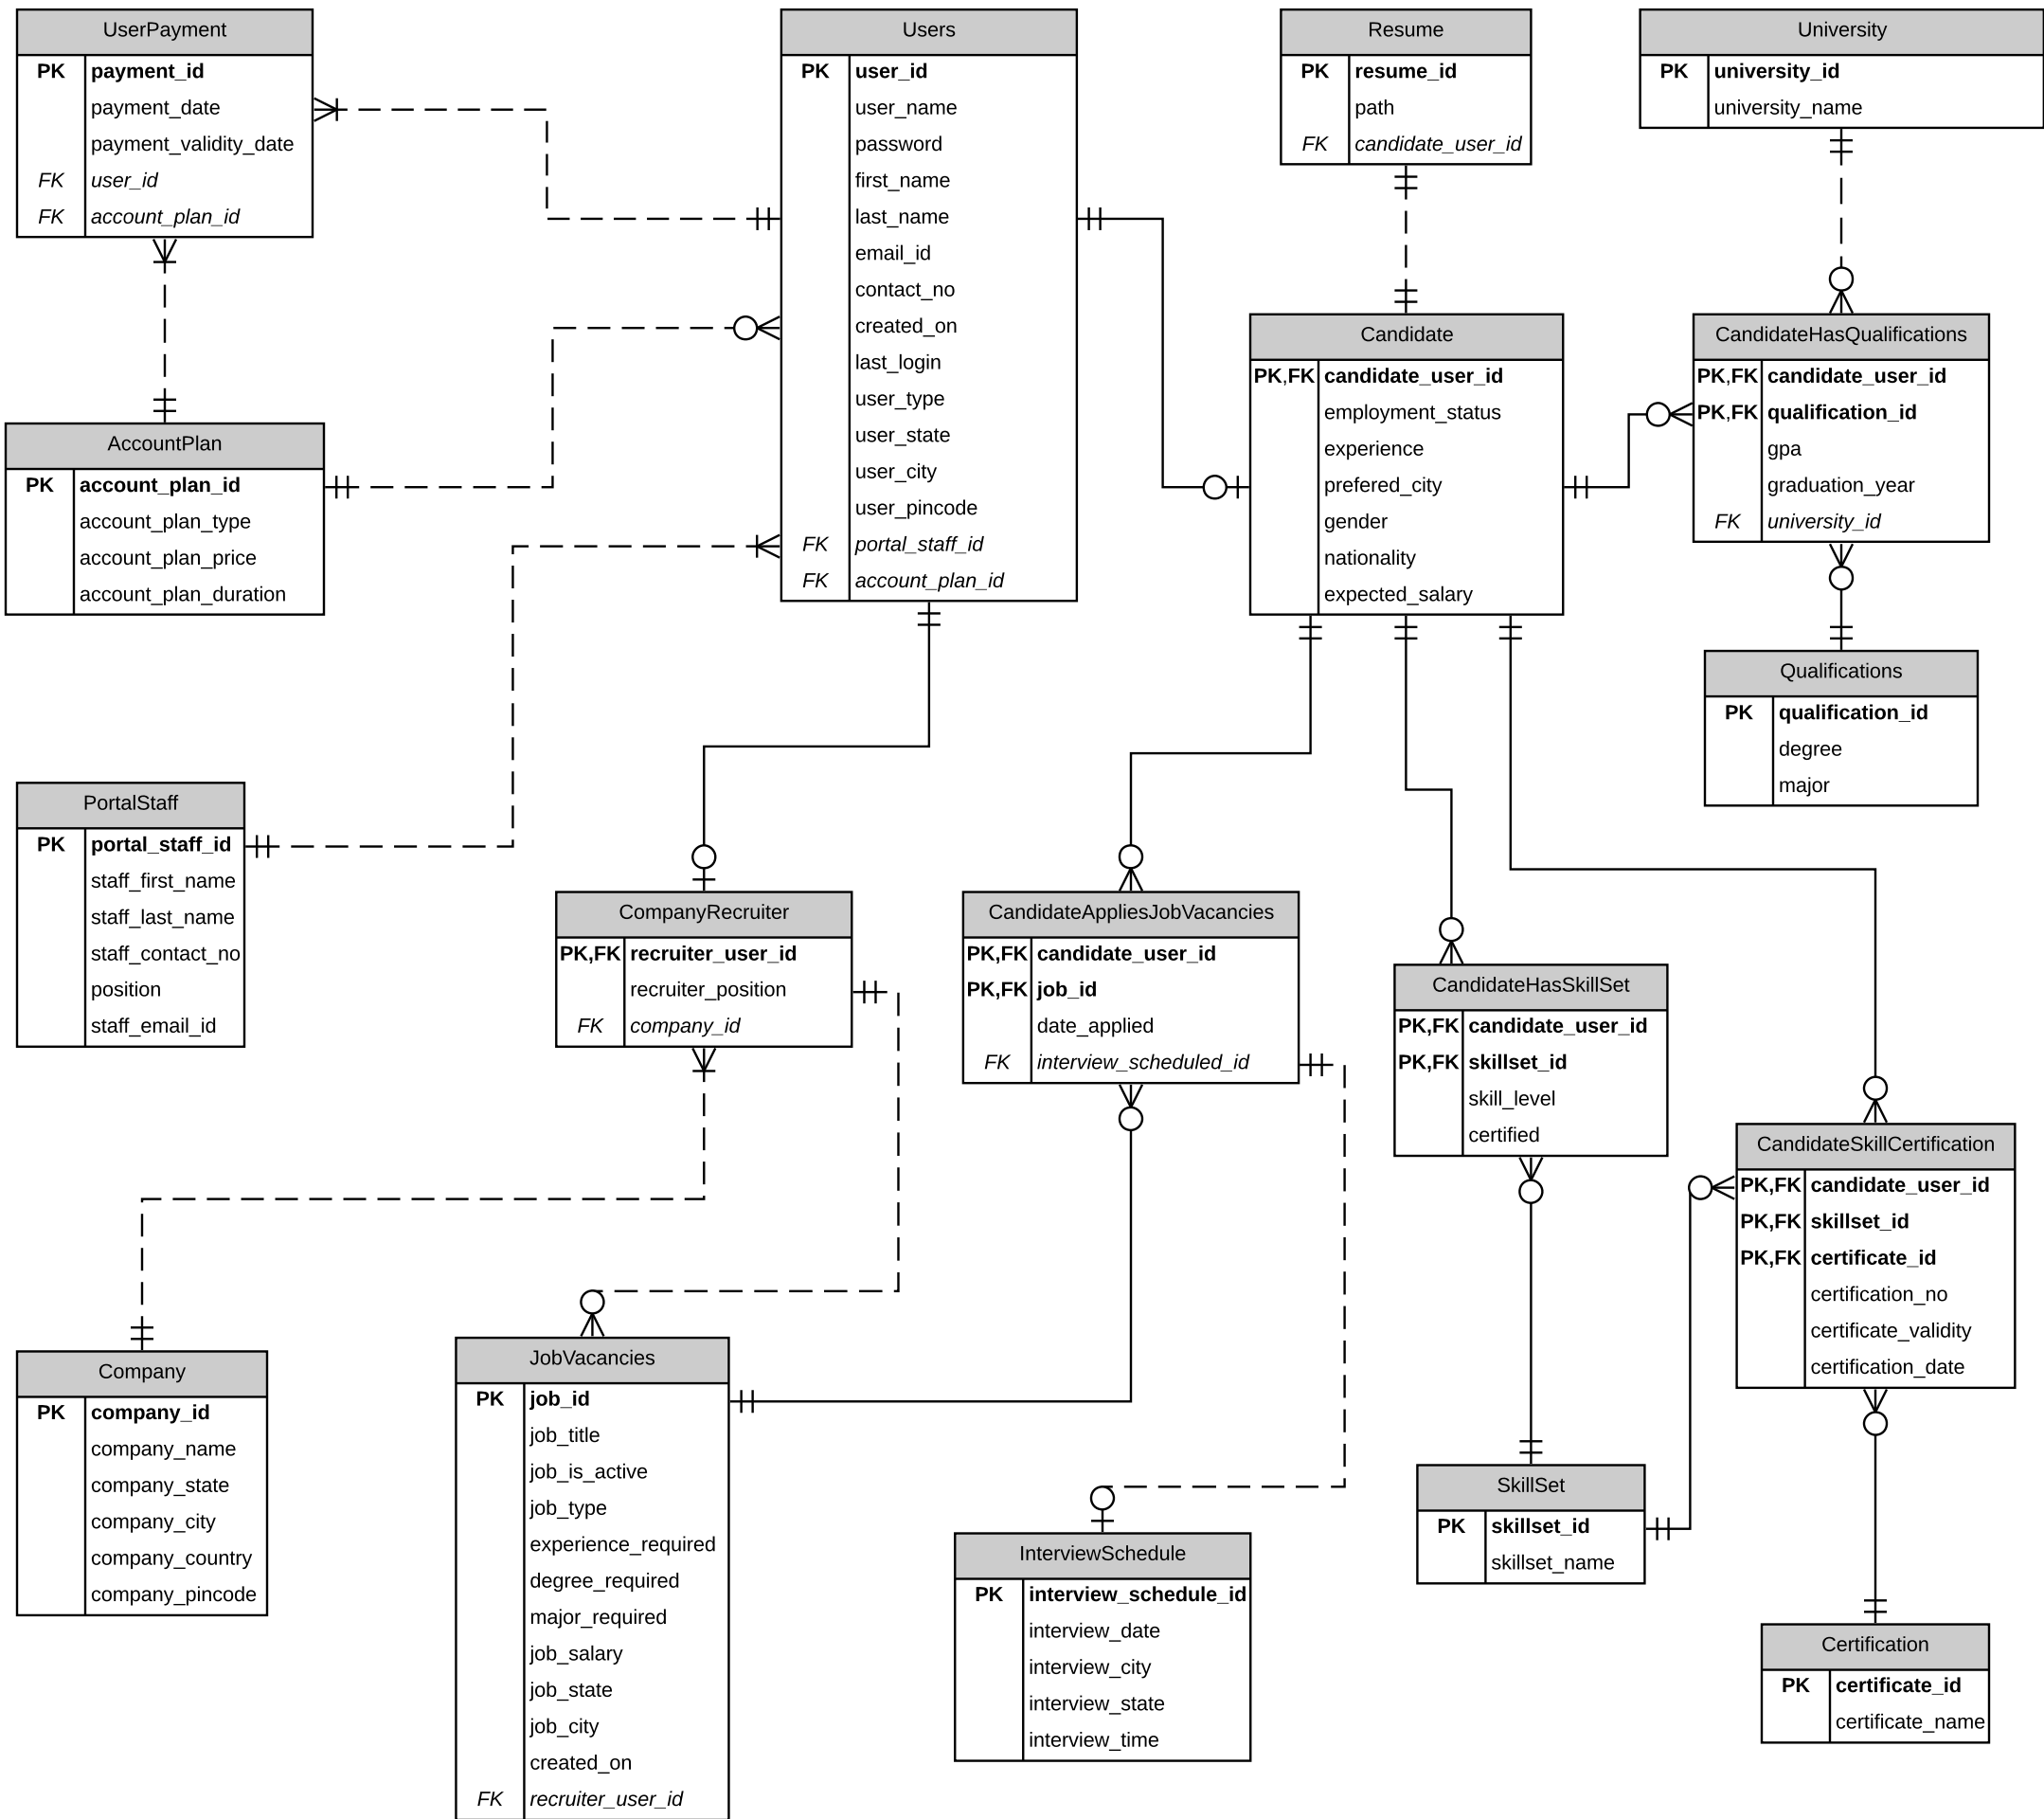 UserPayment
PK payment_id
payment_date
payment_validity_date
FK user_id
FK account_plan_id
Users
PK user_id
user_name
password
first_name
last_name
email_id
contact_no
created_on
last_login
user_type
user_state
user_city
user_pincode
FK portal_staff_id
FK account_plan_id
Resume
PK resume_id
path
FK candidate_user_id
University
PK university_id
university_name
AccountPlan
PK account_plan_id
account_plan_type
account_plan_price
account_plan_duration
Candidate
PK,FK candidate_user_id
employment_status
experience
prefered_city
gender
nationality
expected_salary
CandidateHasQualifications
PK,FK candidate_user_id
PK,FK qualification_id
gpa
graduation_year
FK university_id
Qualifications
PK qualification_id
degree
major
PortalStaff
PK portal_staff_id
staff_first_name
staff_last_name
staff_contact_no
position
staff_email_id
CompanyRecruiter
PK,FK recruiter_user_id
recruiter_position
FK company_id
CandidateAppliesJobVacancies
PK,FK candidate_user_id
PK,FK job_id
date_applied
FK interview_scheduled_id
CandidateHasSkillSet
PK,FK candidate_user_id
PK,FK skillset_id
skill_level
certified
CandidateSkillCertification
PK,FK candidate_user_id
PK,FK skillset_id
PK,FK certificate_id
certification_no
certificate_validity
certification_date
Company
PK company_id
company_name
company_state
company_city
company_country
company_pincode
JobVacancies
PK job_id
job_title
job_is_active
job_type
experience_required
degree_required
major_required
job_salary
job_state
job_city
created_on
FK recruiter_user_id
InterviewSchedule
PK interview_schedule_id
interview_date
interview_city
interview_state
interview_time
SkillSet
PK skillset_id
skillset_name
Certification
PK certificate_id
certificate_name